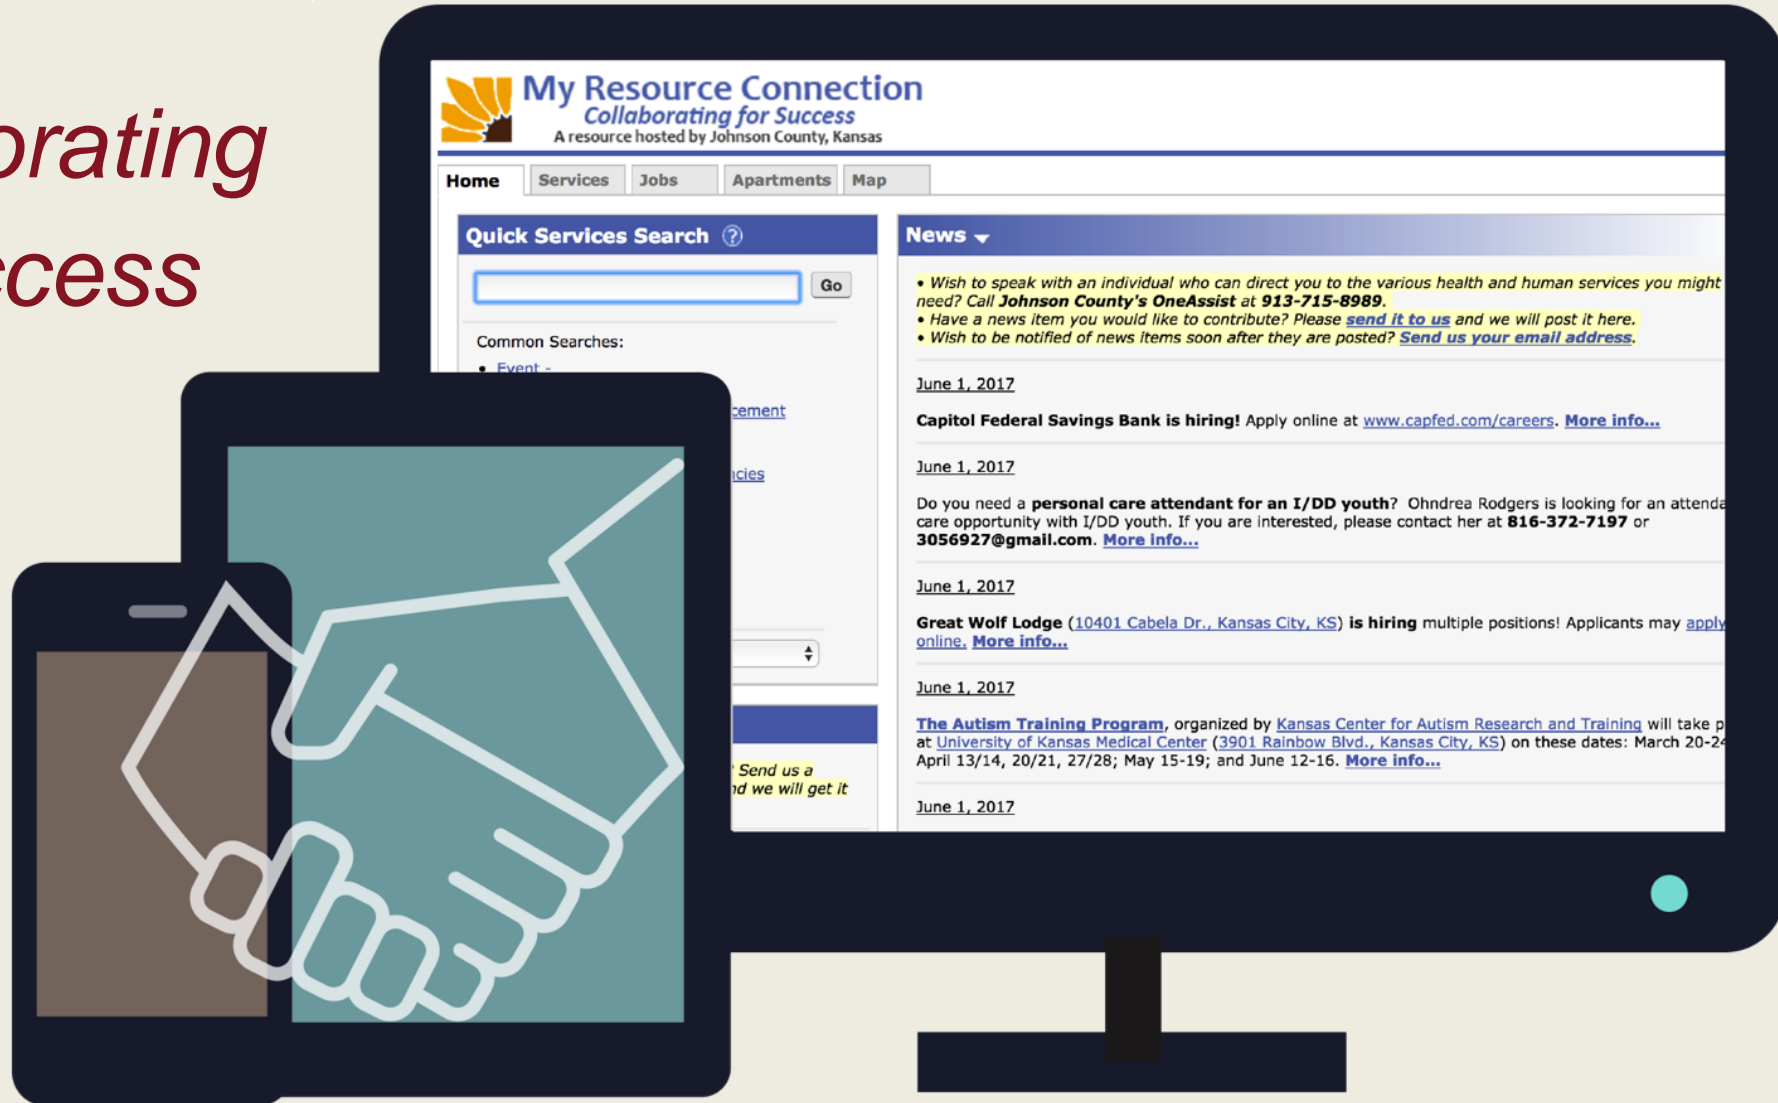 orating
ccess
My Resource Connection
Collaborating for Success
A resource hosted by Johnson County, Kansas
Home Services Jobs Apartments Map
Quick Services Search ?
Go
Common Searches:
• Event -
cement
ncies
Send us a
nd we will get it
News
• Wish to speak with an individual who can direct you to the various health and human services you might
need? Call Johnson County's OneAssist at 913-715-8989.
• Have a news item you would like to contribute? Please send it to us and we will post it here.
• Wish to be notified of news items soon after they are posted? Send us your email address.
June 1, 2017
Capitol Federal Savings Bank is hiring! Apply online at www.capfed.com/careers. More info...
June 1, 2017
Do you need a personal care attendant for an I/DD youth? Ohndrea Rodgers is looking for an attenda
care opportunity with I/DD youth. If you are interested, please contact her at 816-372-7197 or
3056927@gmail.com. More info...
June 1, 2017
Great Wolf Lodge (10401 Cabela Dr., Kansas City, KS) is hiring multiple positions! Applicants may apply
online. More info...
June 1, 2017
The Autism Training Program, organized by Kansas Center for Autism Research and Training will take p
at University of Kansas Medical Center (3901 Rainbow Blvd., Kansas City, KS) on these dates: March 20-24
April 13/14, 20/21, 27/28; May 15-19; and June 12-16. More info...
June 1, 2017